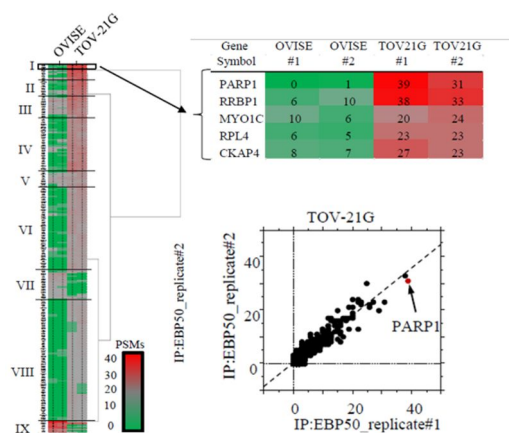 OVISE
TOV-21G
I
II
III
IV
V
VI
VII
VIII
IX
PSMs
40
30
20
10
0
Gene Symbol OVISE #1 OVISE #2 TOV21G #1 TOV21G #2
PARP1 0 1 39 31
RRBP1 6 10 38 33
MYO1C 10 6 20 24
RPL4 6 5 23 23
CKAP4 8 7 27 23
TOV-21G
IP:EBP50_replicate#2
40
30
20
10
0
PARP1
0 20 40
IP:EBP50_replicate#1